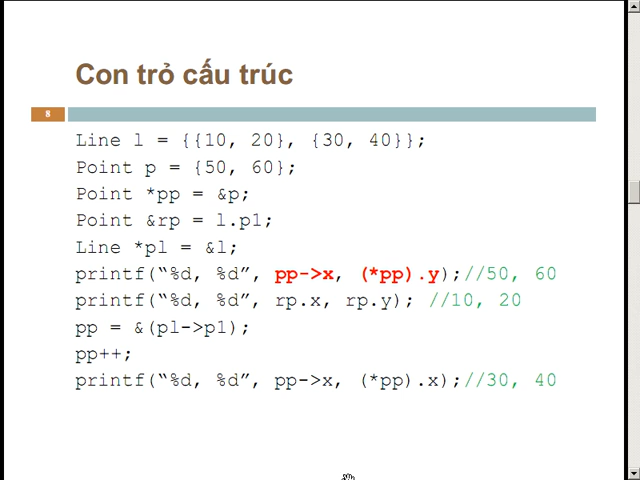 Con trỏ cấu trúc
8
Line l = {{10, 20}, {30, 40}};
Point p = {50, 60};
Point *pp = &p;
Point &rp = l.p1;
Line *pl = &l;
printf(“%d, %d”, pp->x, (*pp).y);//50, 60
printf(“%d, %d”, rp.x, rp.y); //10, 20
pp = &(pl->p1);
pp++;
printf(“%d, %d”, pp->x, (*pp).x);//30, 40